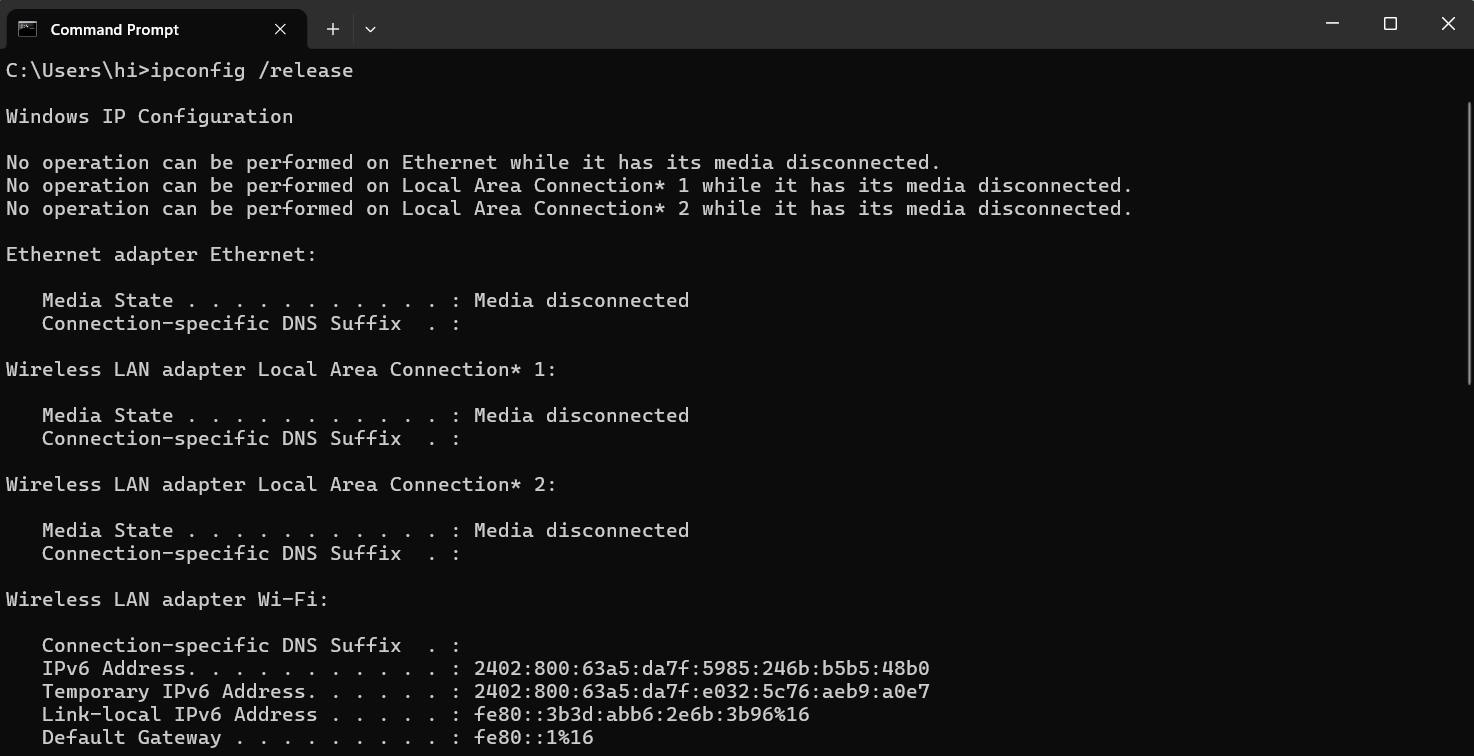 Command Prompt
C:\Users\hi>ipconfig /release
Windows IP Configuration
No operation can be performed on Ethernet while it has its media disconnected.
No operation can be performed on Local Area Connection* 1 while it has its media disconnected.
No operation can be performed on Local Area Connection* 2 while it has its media disconnected.
Ethernet adapter Ethernet:
   Media State . . . . . . . . . . . : Media disconnected
   Connection-specific DNS Suffix  . :
Wireless LAN adapter Local Area Connection* 1:
   Media State . . . . . . . . . . . : Media disconnected
   Connection-specific DNS Suffix  . :
Wireless LAN adapter Local Area Connection* 2:
   Media State . . . . . . . . . . . : Media disconnected
   Connection-specific DNS Suffix  . :
Wireless LAN adapter Wi-Fi:
   Connection-specific DNS Suffix  . :
   IPv6 Address. . . . . . . . . . . : 2402:800:63a5:da7f:5985:246b:b5b5:48b0
   Temporary IPv6 Address. . . . . . : 2402:800:63a5:da7f:e032:5c76:aeb9:a0e7
   Link-local IPv6 Address . . . . . : fe80::3b3d:abb6:2e6b:3b96%16
   Default Gateway . . . . . . . . . : fe80::1%16